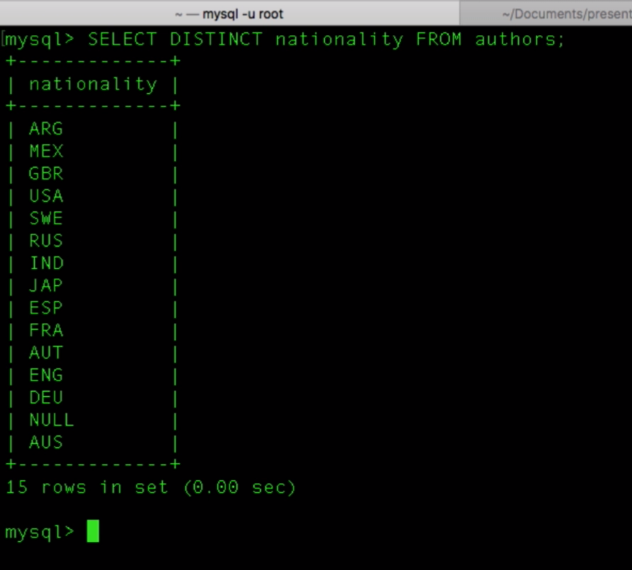 ~ — mysql -u root
~/Documents/present
mysql> SELECT DISTINCT nationality FROM authors;
+-------------+
| nationality |
+-------------+
| ARG         |
| MEX         |
| GBR         |
| USA         |
| SWE         |
| RUS         |
| IND         |
| JAP         |
| ESP         |
| FRA         |
| AUT         |
| ENG         |
| DEU         |
| NULL        |
| AUS         |
+-------------+
15 rows in set (0.00 sec)
mysql>